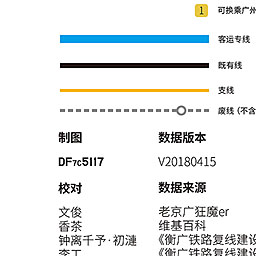 1 可换乘广州
客运专线
既有线
支线
废线 (不含
制图
DF7C5117
校对
文俊
香茶
钟离千予·初涟
李工
数据版本
V20180415
数据来源
老京广狂魔er
维基百科
《衡广铁路复线建设
《衡广铁路复线建设